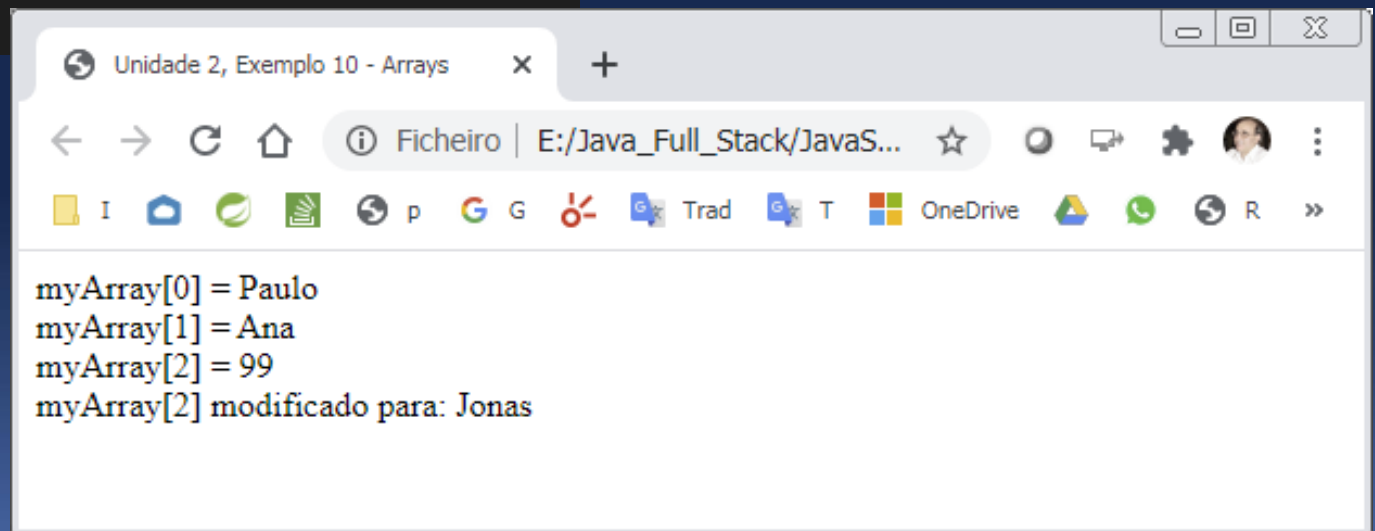 Unidade 2, Exemplo 10 - Arrays
Ficheiro | E:/Java_Full_Stack/JavaS...
I p G Trad T OneDrive R »
myArray[0] = Paulo
myArray[1] = Ana
myArray[2] = 99
myArray[2] modificado para: Jonas